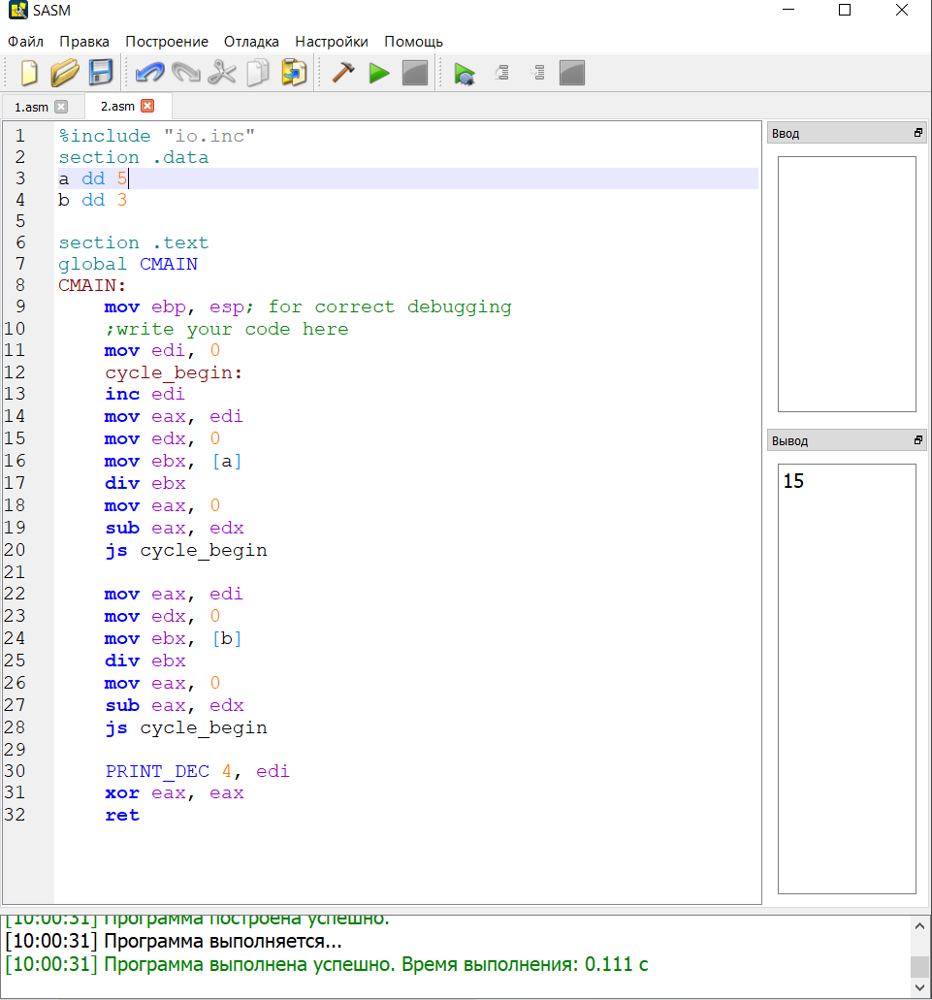 SASM
Файл Правка Построение Отладка Настройки Помощь
1.asm 2.asm
1 %include "io.inc"
2 section .data
3 a dd 5
4 b dd 3
5
6 section .text
7 global CMAIN
8 CMAIN:
9 mov ebp, esp; for correct debugging
10 ;write your code here
11 mov edi, 0
12 cycle_begin:
13 inc edi
14 mov eax, edi
15 mov edx, 0
16 mov ebx, [a]
17 div ebx
18 mov eax, 0
19 sub eax, edx
20 js cycle_begin
21
22 mov eax, edi
23 mov edx, 0
24 mov ebx, [b]
25 div ebx
26 mov eax, 0
27 sub eax, edx
28 js cycle_begin
29
30 PRINT_DEC 4, edi
31 xor eax, eax
32 ret
Ввод
Вывод
15
[10:00:31] Программа построена успешно.
[10:00:31] Программа выполняется...
[10:00:31] Программа выполнена успешно. Время выполнения: 0.111 с